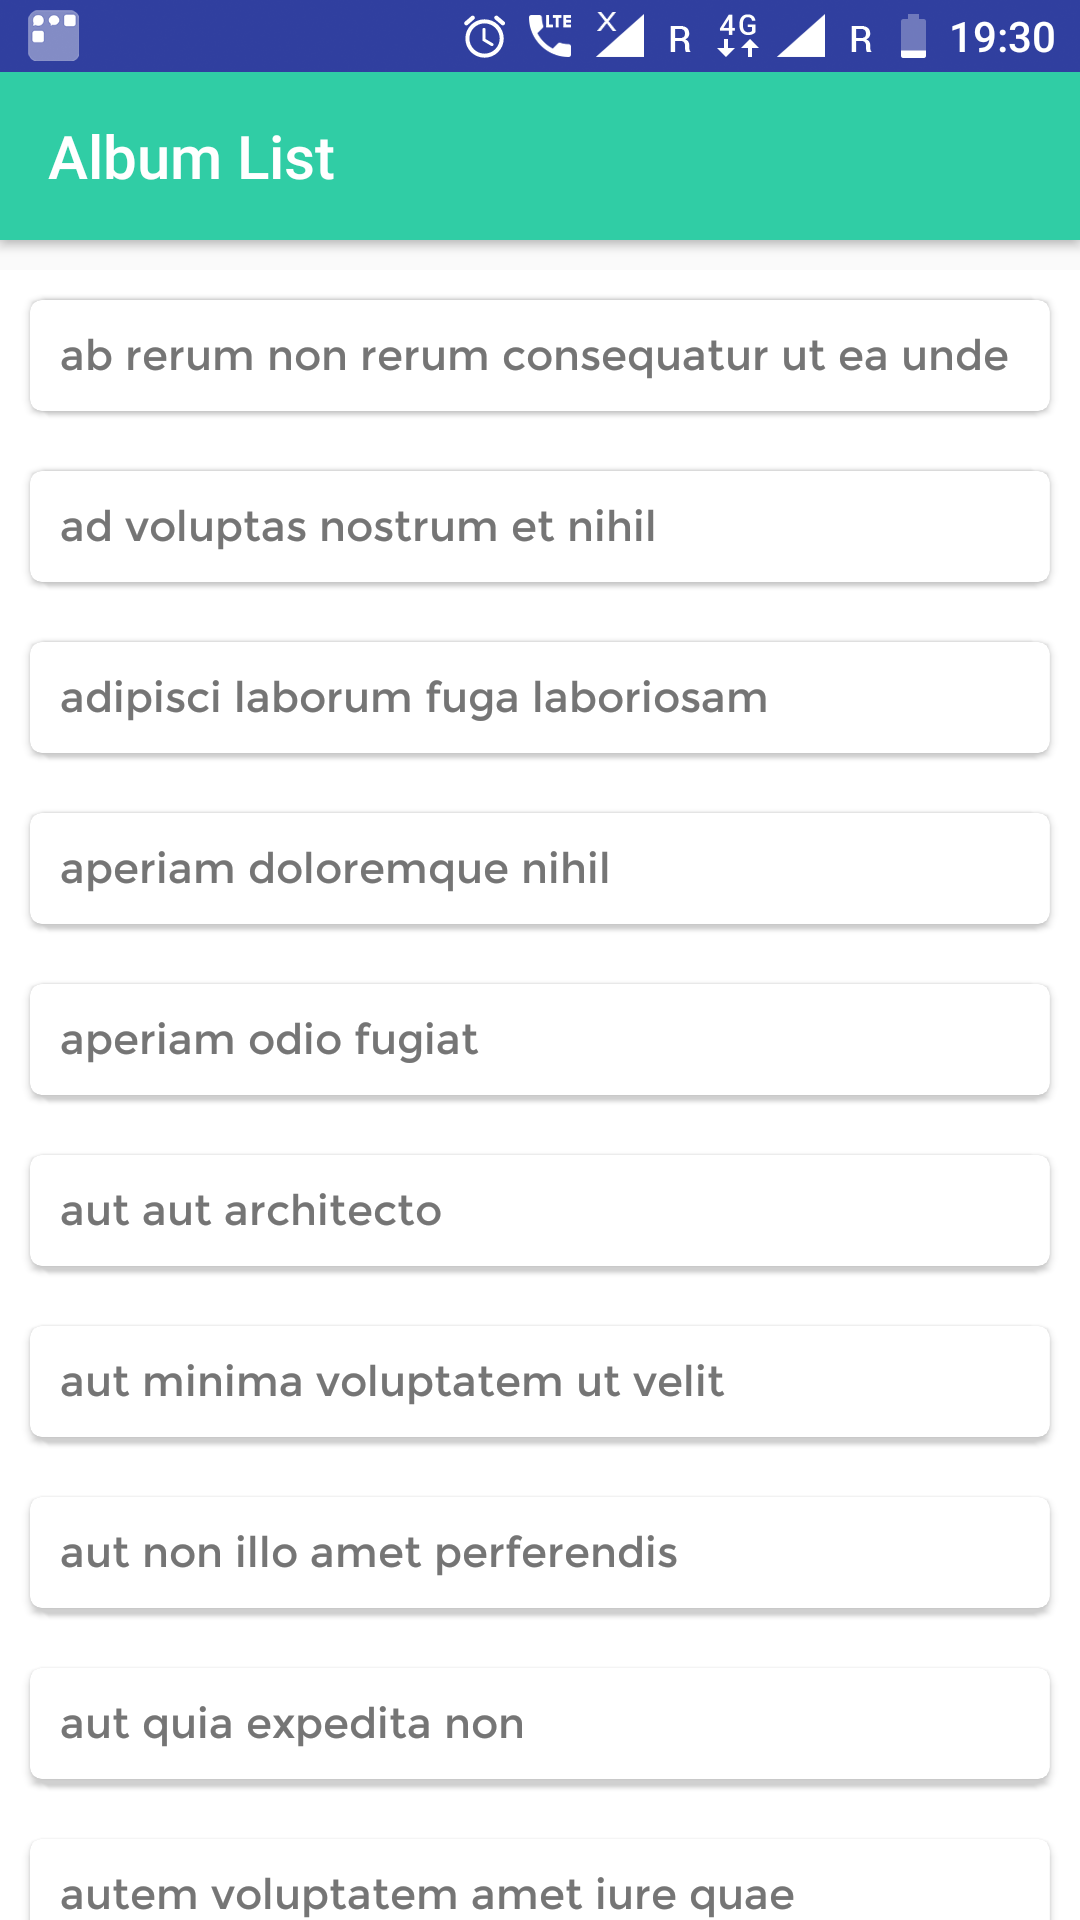 LTE X R 4G R 19:30
Album List
ab rerum non rerum consequatur ut ea unde
ad voluptas nostrum et nihil
adipisci laborum fuga laboriosam
aperiam doloremque nihil
aperiam odio fugiat
aut aut architecto
aut minima voluptatem ut velit
aut non illo amet perferendis
aut quia expedita non
autem voluptatem amet iure quae